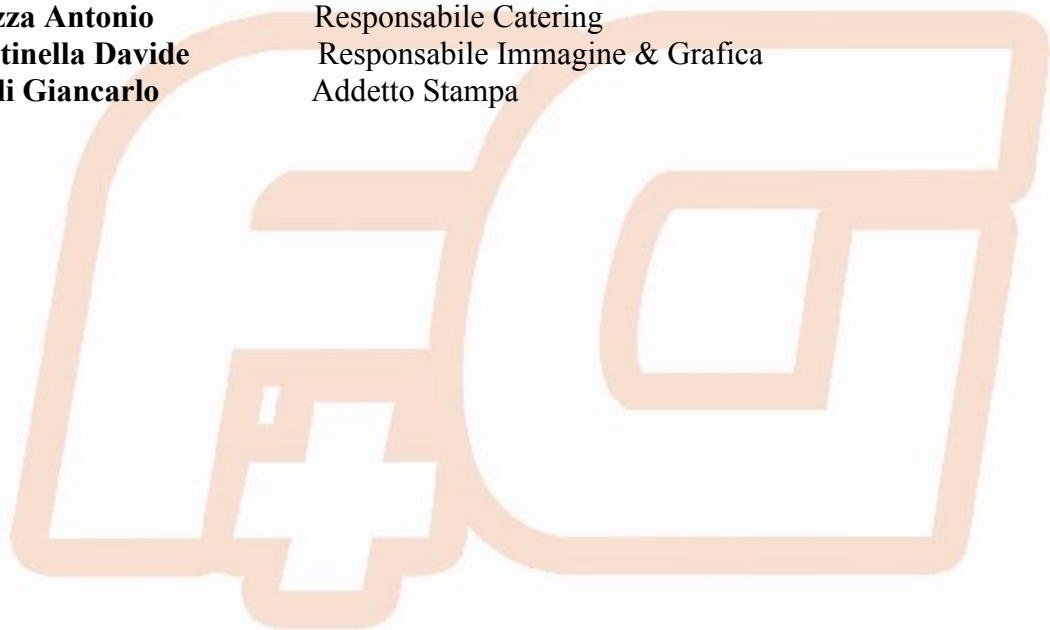 zza Antonio Responsabile Catering
tinella Davide Responsabile Immagine & Grafica
li Giancarlo Addetto Stampa
F+G